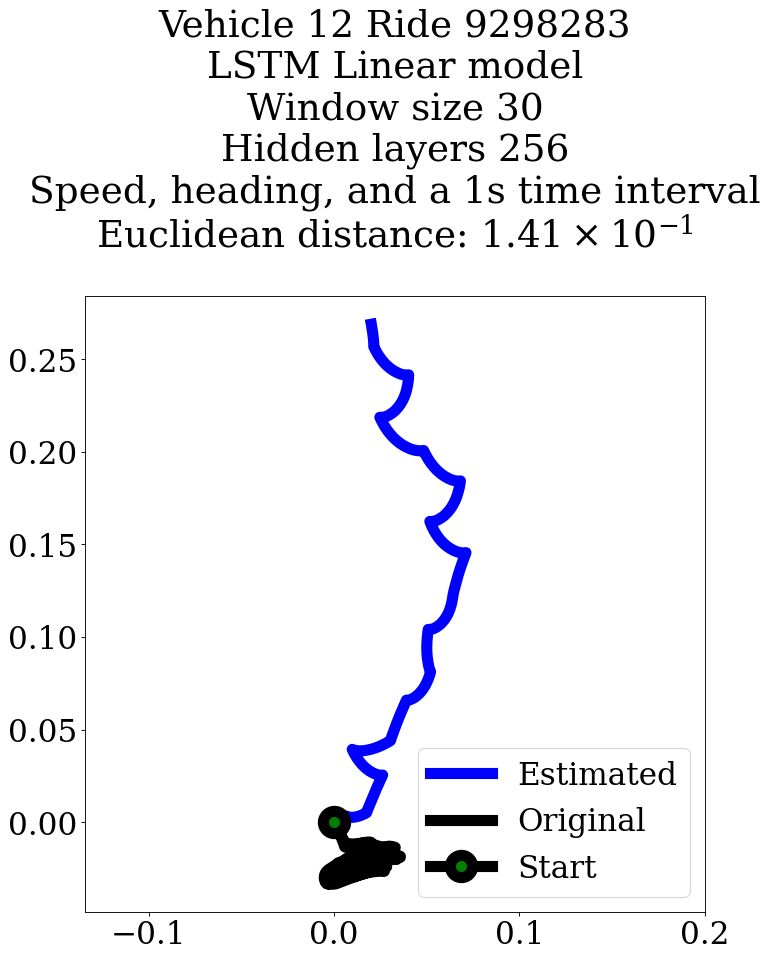 Vehicle 12 Ride 9298283
LSTM Linear model
Window size 30
Hidden layers 256
Speed, heading, and a 1s time interval
Euclidean distance: 1.41 × 10⁻¹
0.25
0.20
0.15
0.10
0.05
0.00
Estimated
Original
Start
−0.1
0.0
0.1
0.2